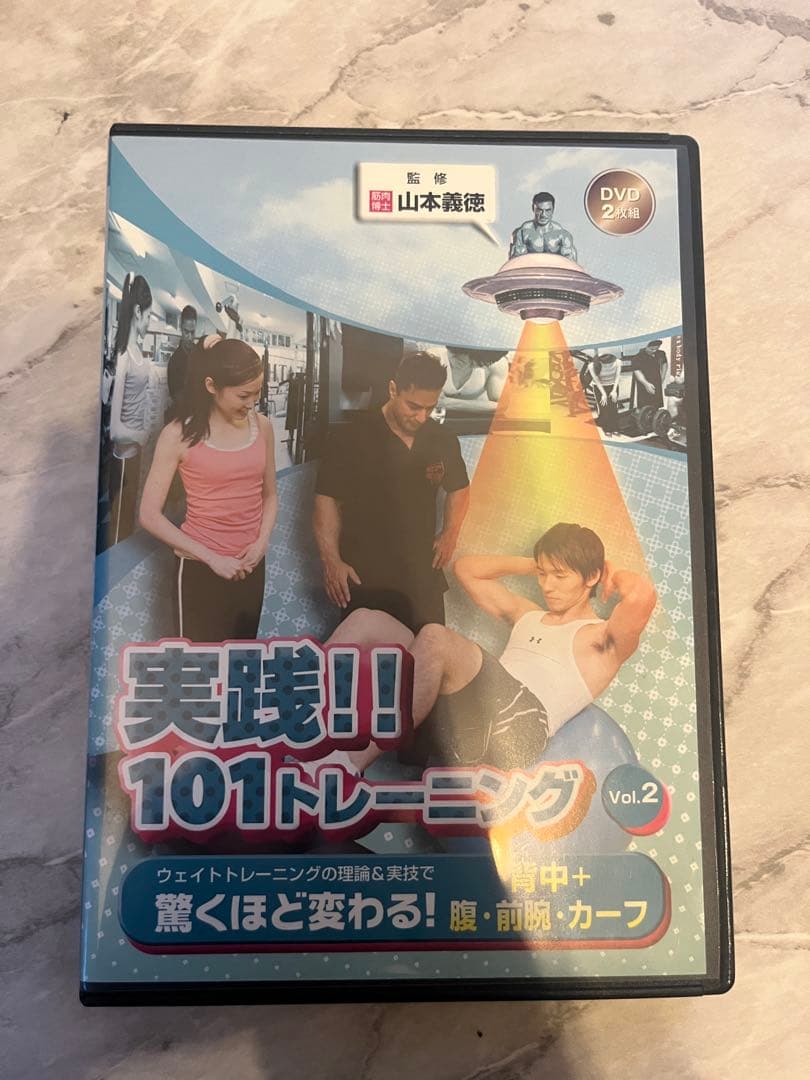 監修
筋肉博士 山本義徳
DVD
2枚組
実践!!
101トレーニング
Vol.2
ウェイトトレーニングの理論&実技で
驚くほど変わる!
背中+
腹・前腕・カーフ